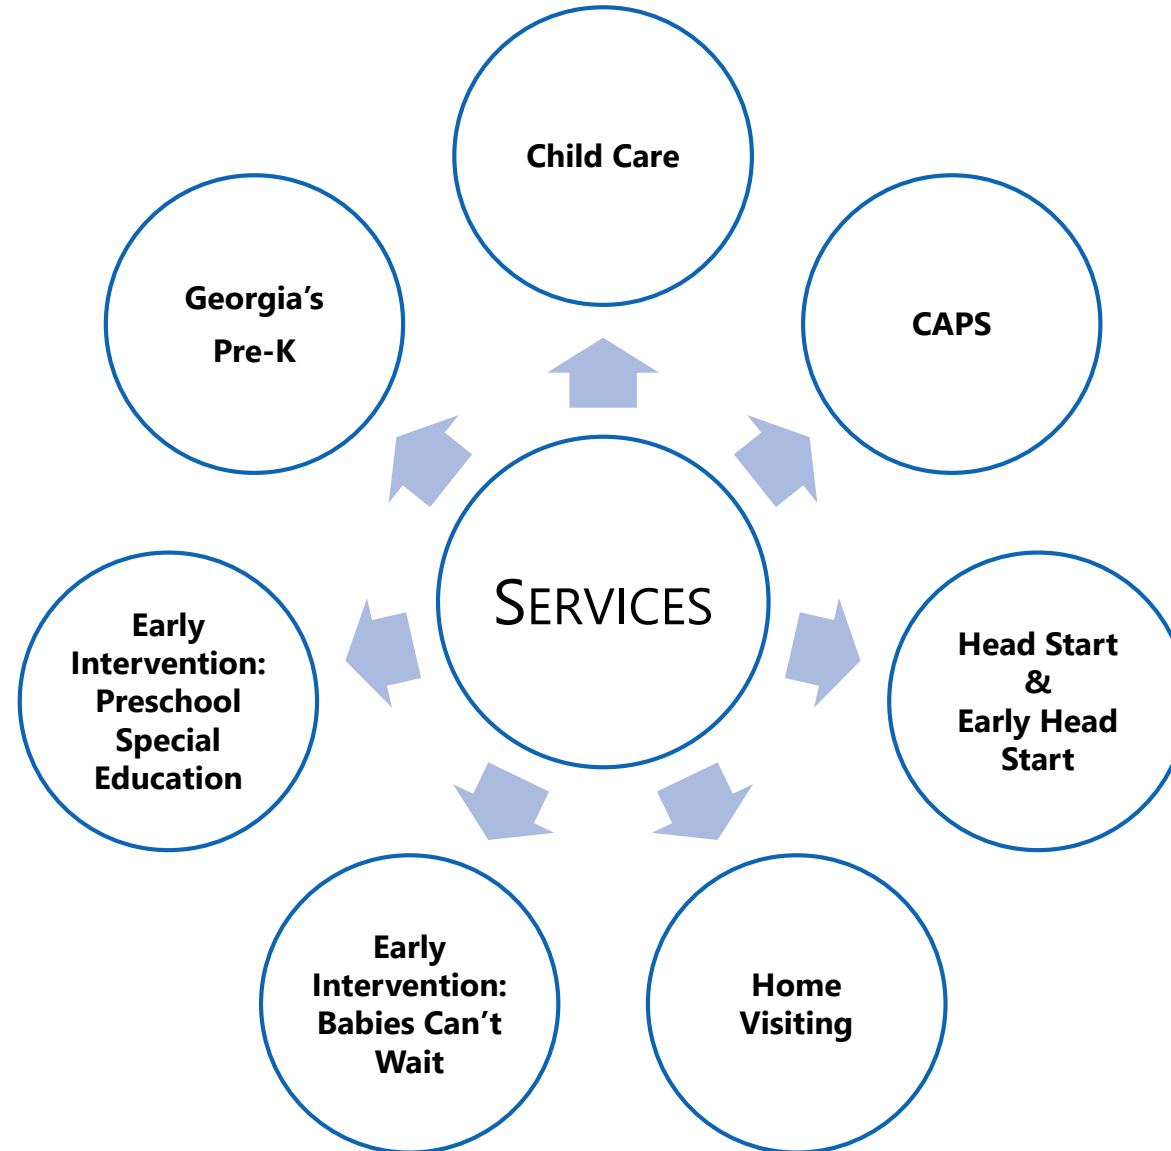 Child Care
Georgia’s
Pre-K
CAPS
SERVICES
Early
Intervention:
Preschool
Special
Education
Head Start
&
Early Head
Start
Early
Intervention:
Babies Can’t
Wait
Home
Visiting